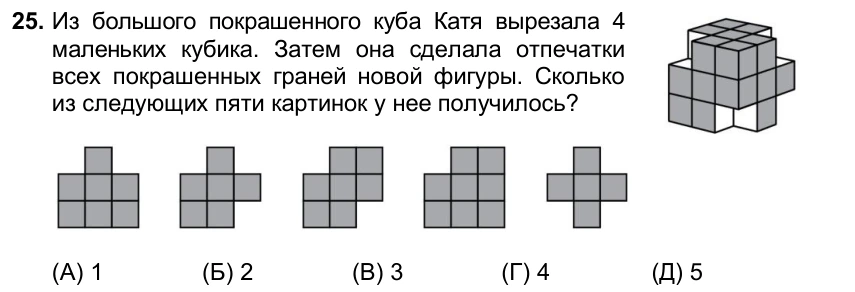 25. Из большого покрашенного куба Катя вырезала 4
маленьких кубика. Затем она сделала отпечатки
всех покрашенных граней новой фигуры. Сколько
из следующих пяти картинок у нее получилось?
(А) 1 (Б) 2 (В) 3 (Г) 4 (Д) 5